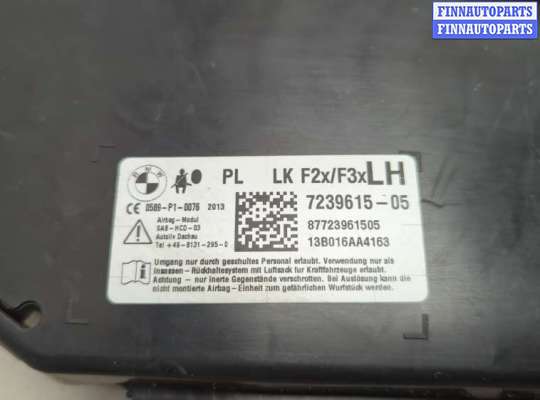 FINNAUTOPARTS
FINNAUTOPARTS
BMW
PL LK F2x/F3xLH
CE 0589-P1-0076 2013
7239615-05
Airbag-Modul
SAB-HCO-03
Autoliv Dachau
Tel +49-8131-295-0
87723961505
13B016AA4163
Umgang nur durch geschultes Personal erlaubt. Verwendung nur als
Insassen - Rückhaltesystem mit Luftsack für Kraftfahrzeuge erlaubt.
Achtung - nur inerte Gegenstände verschrotten. Bei Auslösung kann die
nicht montierte Airbag - Einheit zum gefährlichen Wurfstück werden.